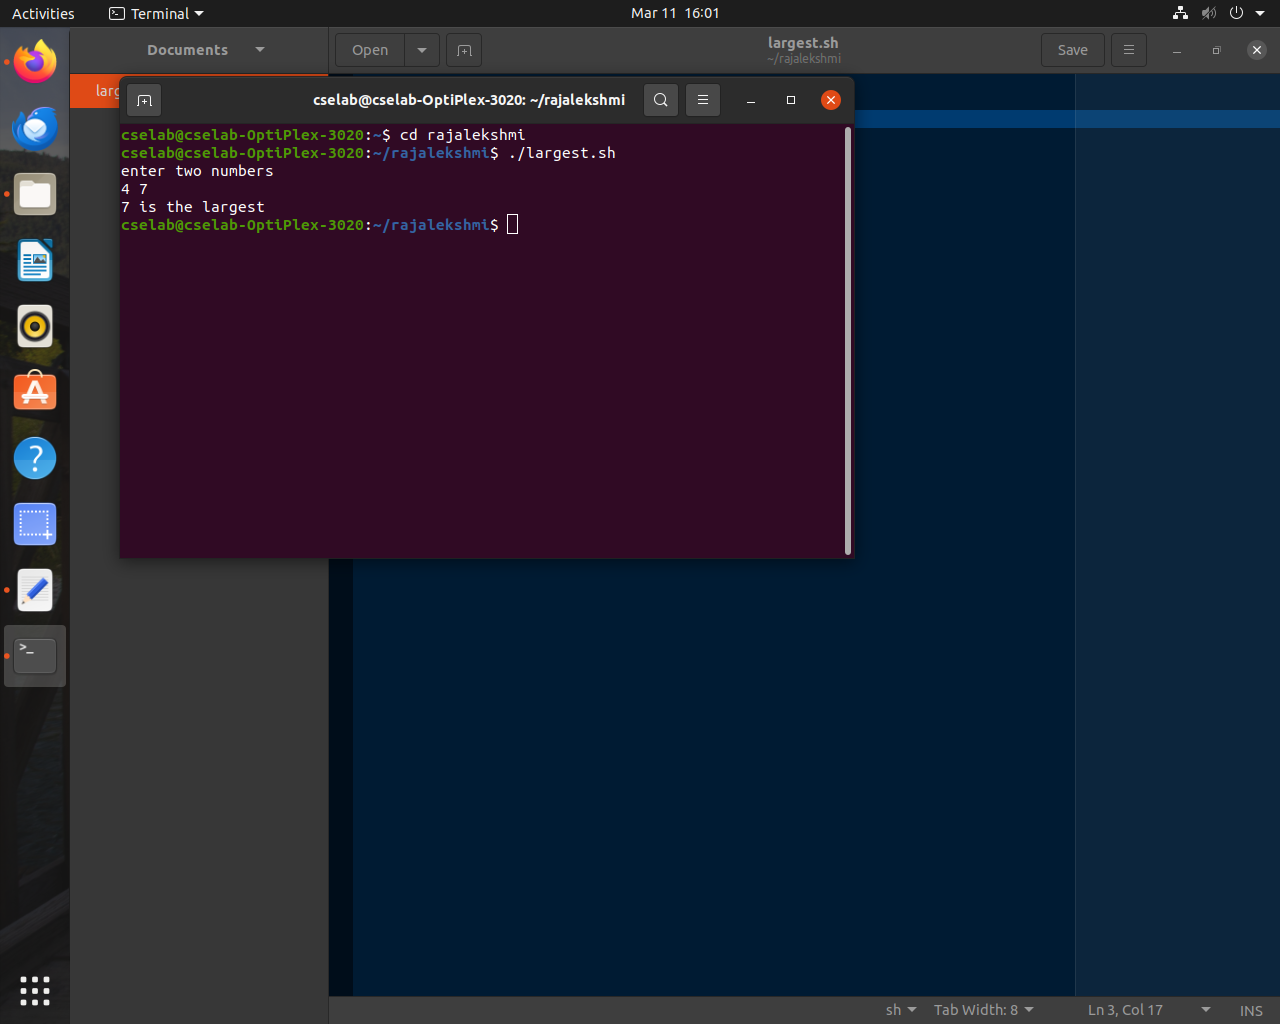 Activities
Terminal
Mar 11 16:01
Documents
Open
largest.sh
~/rajalekshmi
Save
cselab@cselab-OptiPlex-3020: ~/rajalekshmi
cselab@cselab-OptiPlex-3020:~$ cd rajalekshmi
cselab@cselab-OptiPlex-3020:~/rajalekshmi$ ./largest.sh
enter two numbers
4 7
7 is the largest
cselab@cselab-OptiPlex-3020:~/rajalekshmi$
sh
Tab Width: 8
Ln 3, Col 17
INS